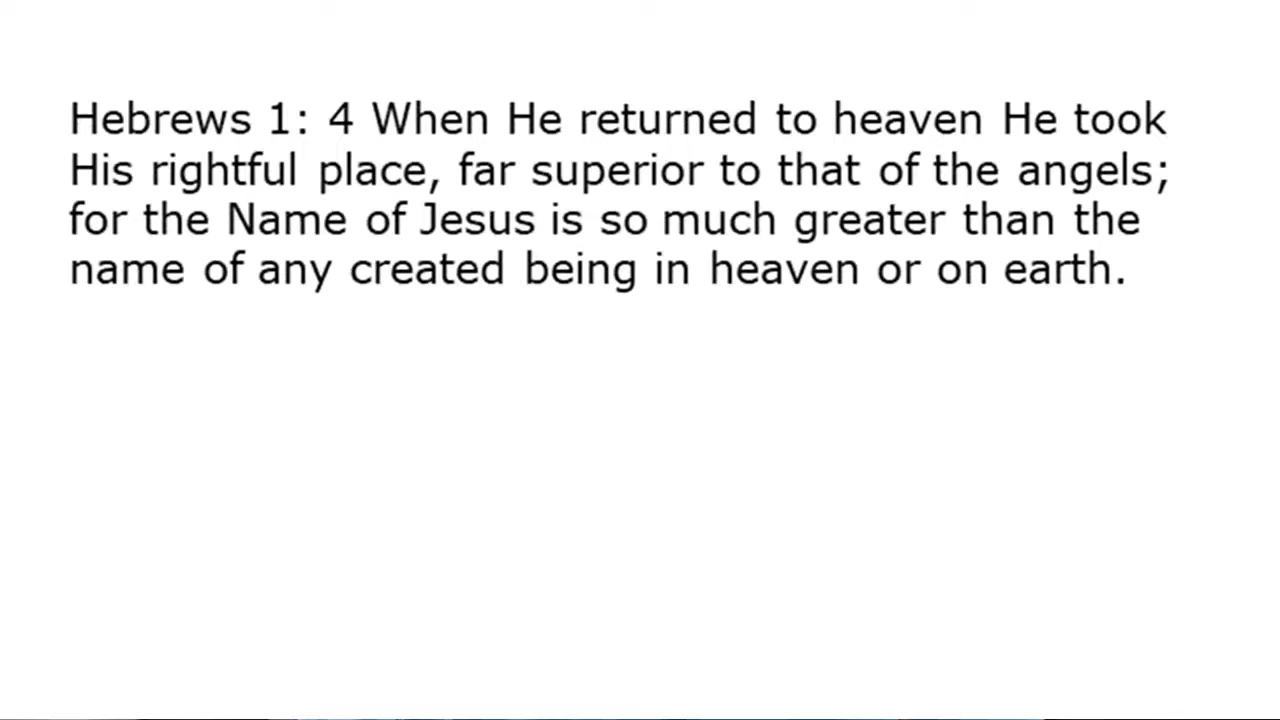 Hebrews 1: 4 When He returned to heaven He took
His rightful place, far superior to that of the angels;
for the Name of Jesus is so much greater than the
name of any created being in heaven or on earth.